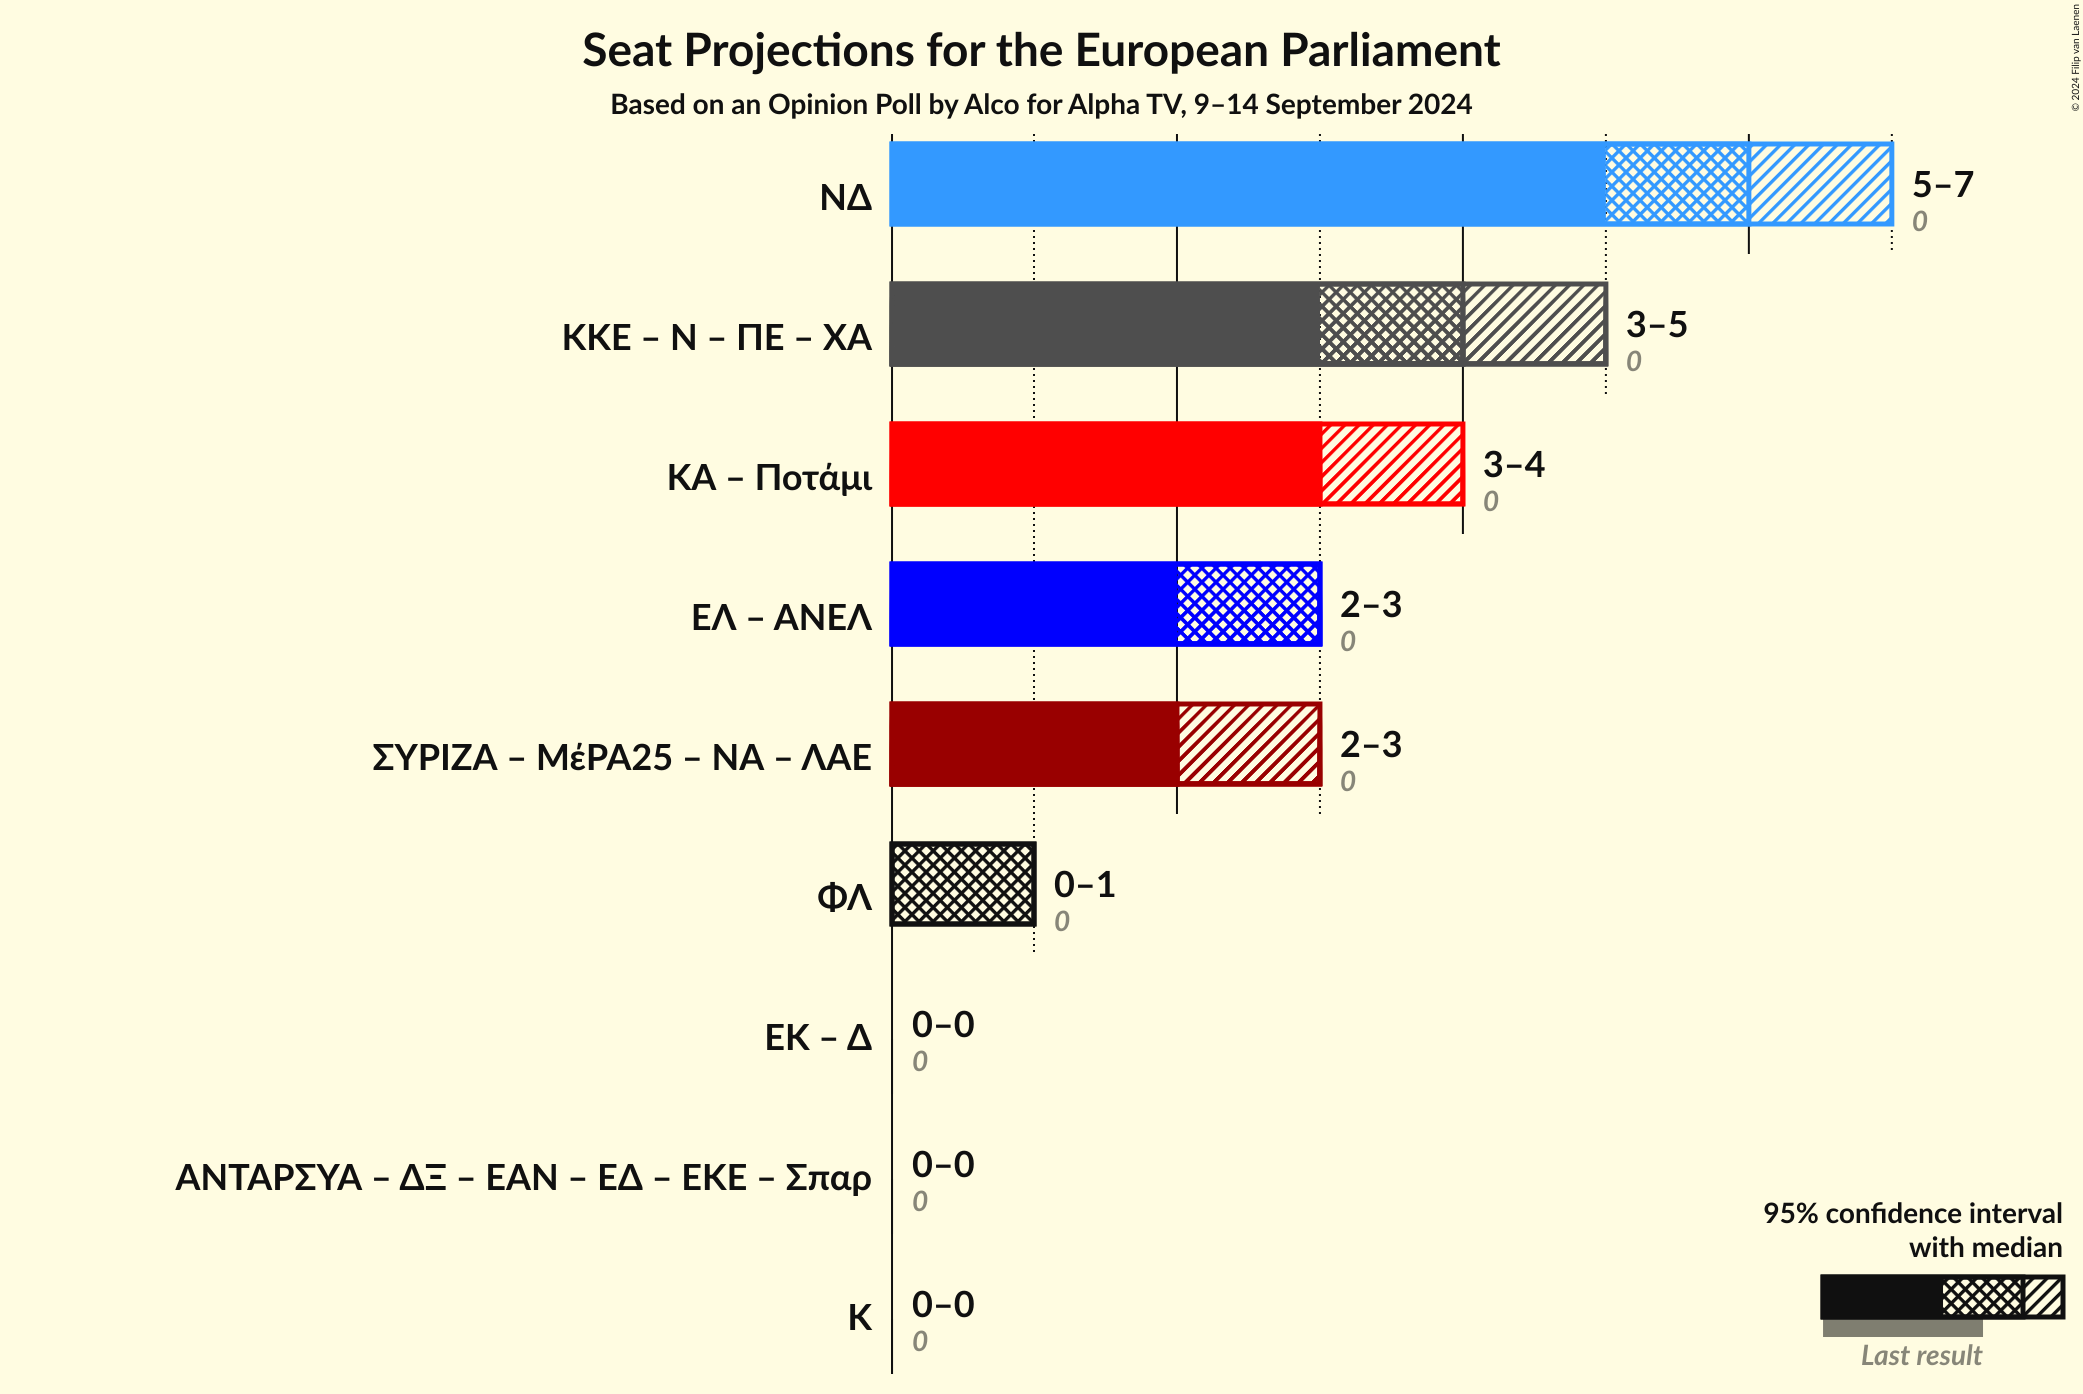 Seat Projections for the European Parliament
Based on an Opinion Poll by Alco for Alpha TV, 9–14 September 2024
© 2024 Filip van Laenen
ΝΔ
5–7
0
ΚΚΕ – Ν – ΠΕ – ΧΑ
3–5
0
ΚΑ – Ποτάμι
3–4
0
ΕΛ – ΑΝΕΛ
2–3
0
ΣΥΡΙΖΑ – ΜέΡΑ25 – ΝΑ – ΛΑΕ
2–3
0
ΦΛ
0–1
0
ΕΚ – Δ
0–0
0
ΑΝΤΑΡΣΥΑ – ΔΞ – ΕΑΝ – ΕΔ – ΕΚΕ – Σπαρ
0–0
0
Κ
0–0
0
95% confidence interval
with median
Last result